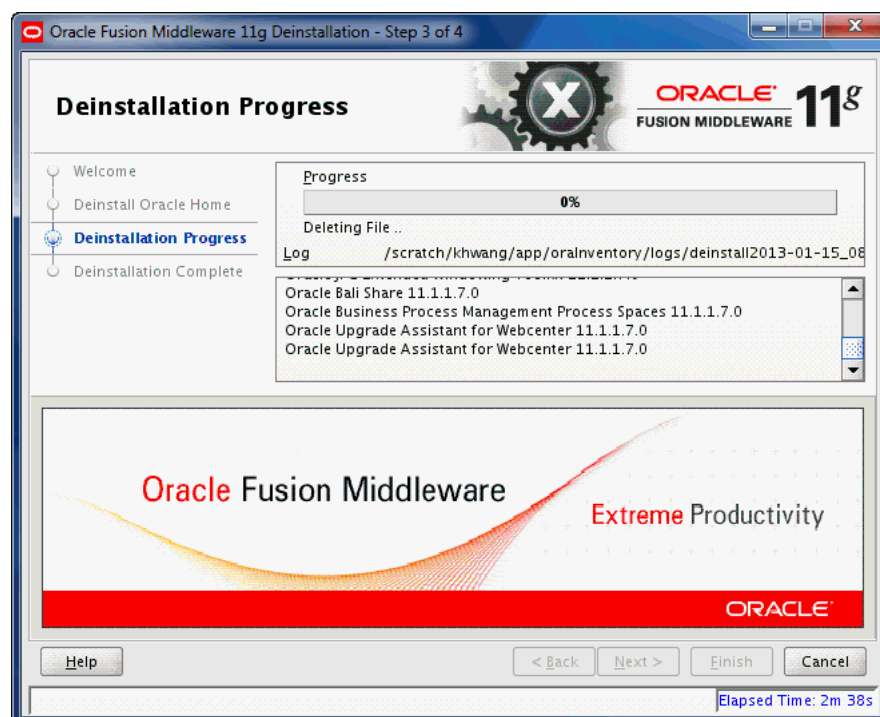 Oracle Fusion Middleware 11g Deinstallation - Step 3 of 4
Deinstallation Progress
X
ORACLE
FUSION MIDDLEWARE
11g
Welcome
Deinstall Oracle Home
Deinstallation Progress
Deinstallation Complete
Progress
0%
Deleting File ..
Log /scratch/khwang/app/oraInventory/logs/deinstall2013-01-15_08
Oracle Bali Share 11.1.1.7.0
Oracle Business Process Management Process Spaces 11.1.1.7.0
Oracle Upgrade Assistant for Webcenter 11.1.1.7.0
Oracle Upgrade Assistant for Webcenter 11.1.1.7.0
Oracle Fusion Middleware
Extreme Productivity
ORACLE
Help
< Back
Next >
Finish
Cancel
Elapsed Time: 2m 38s